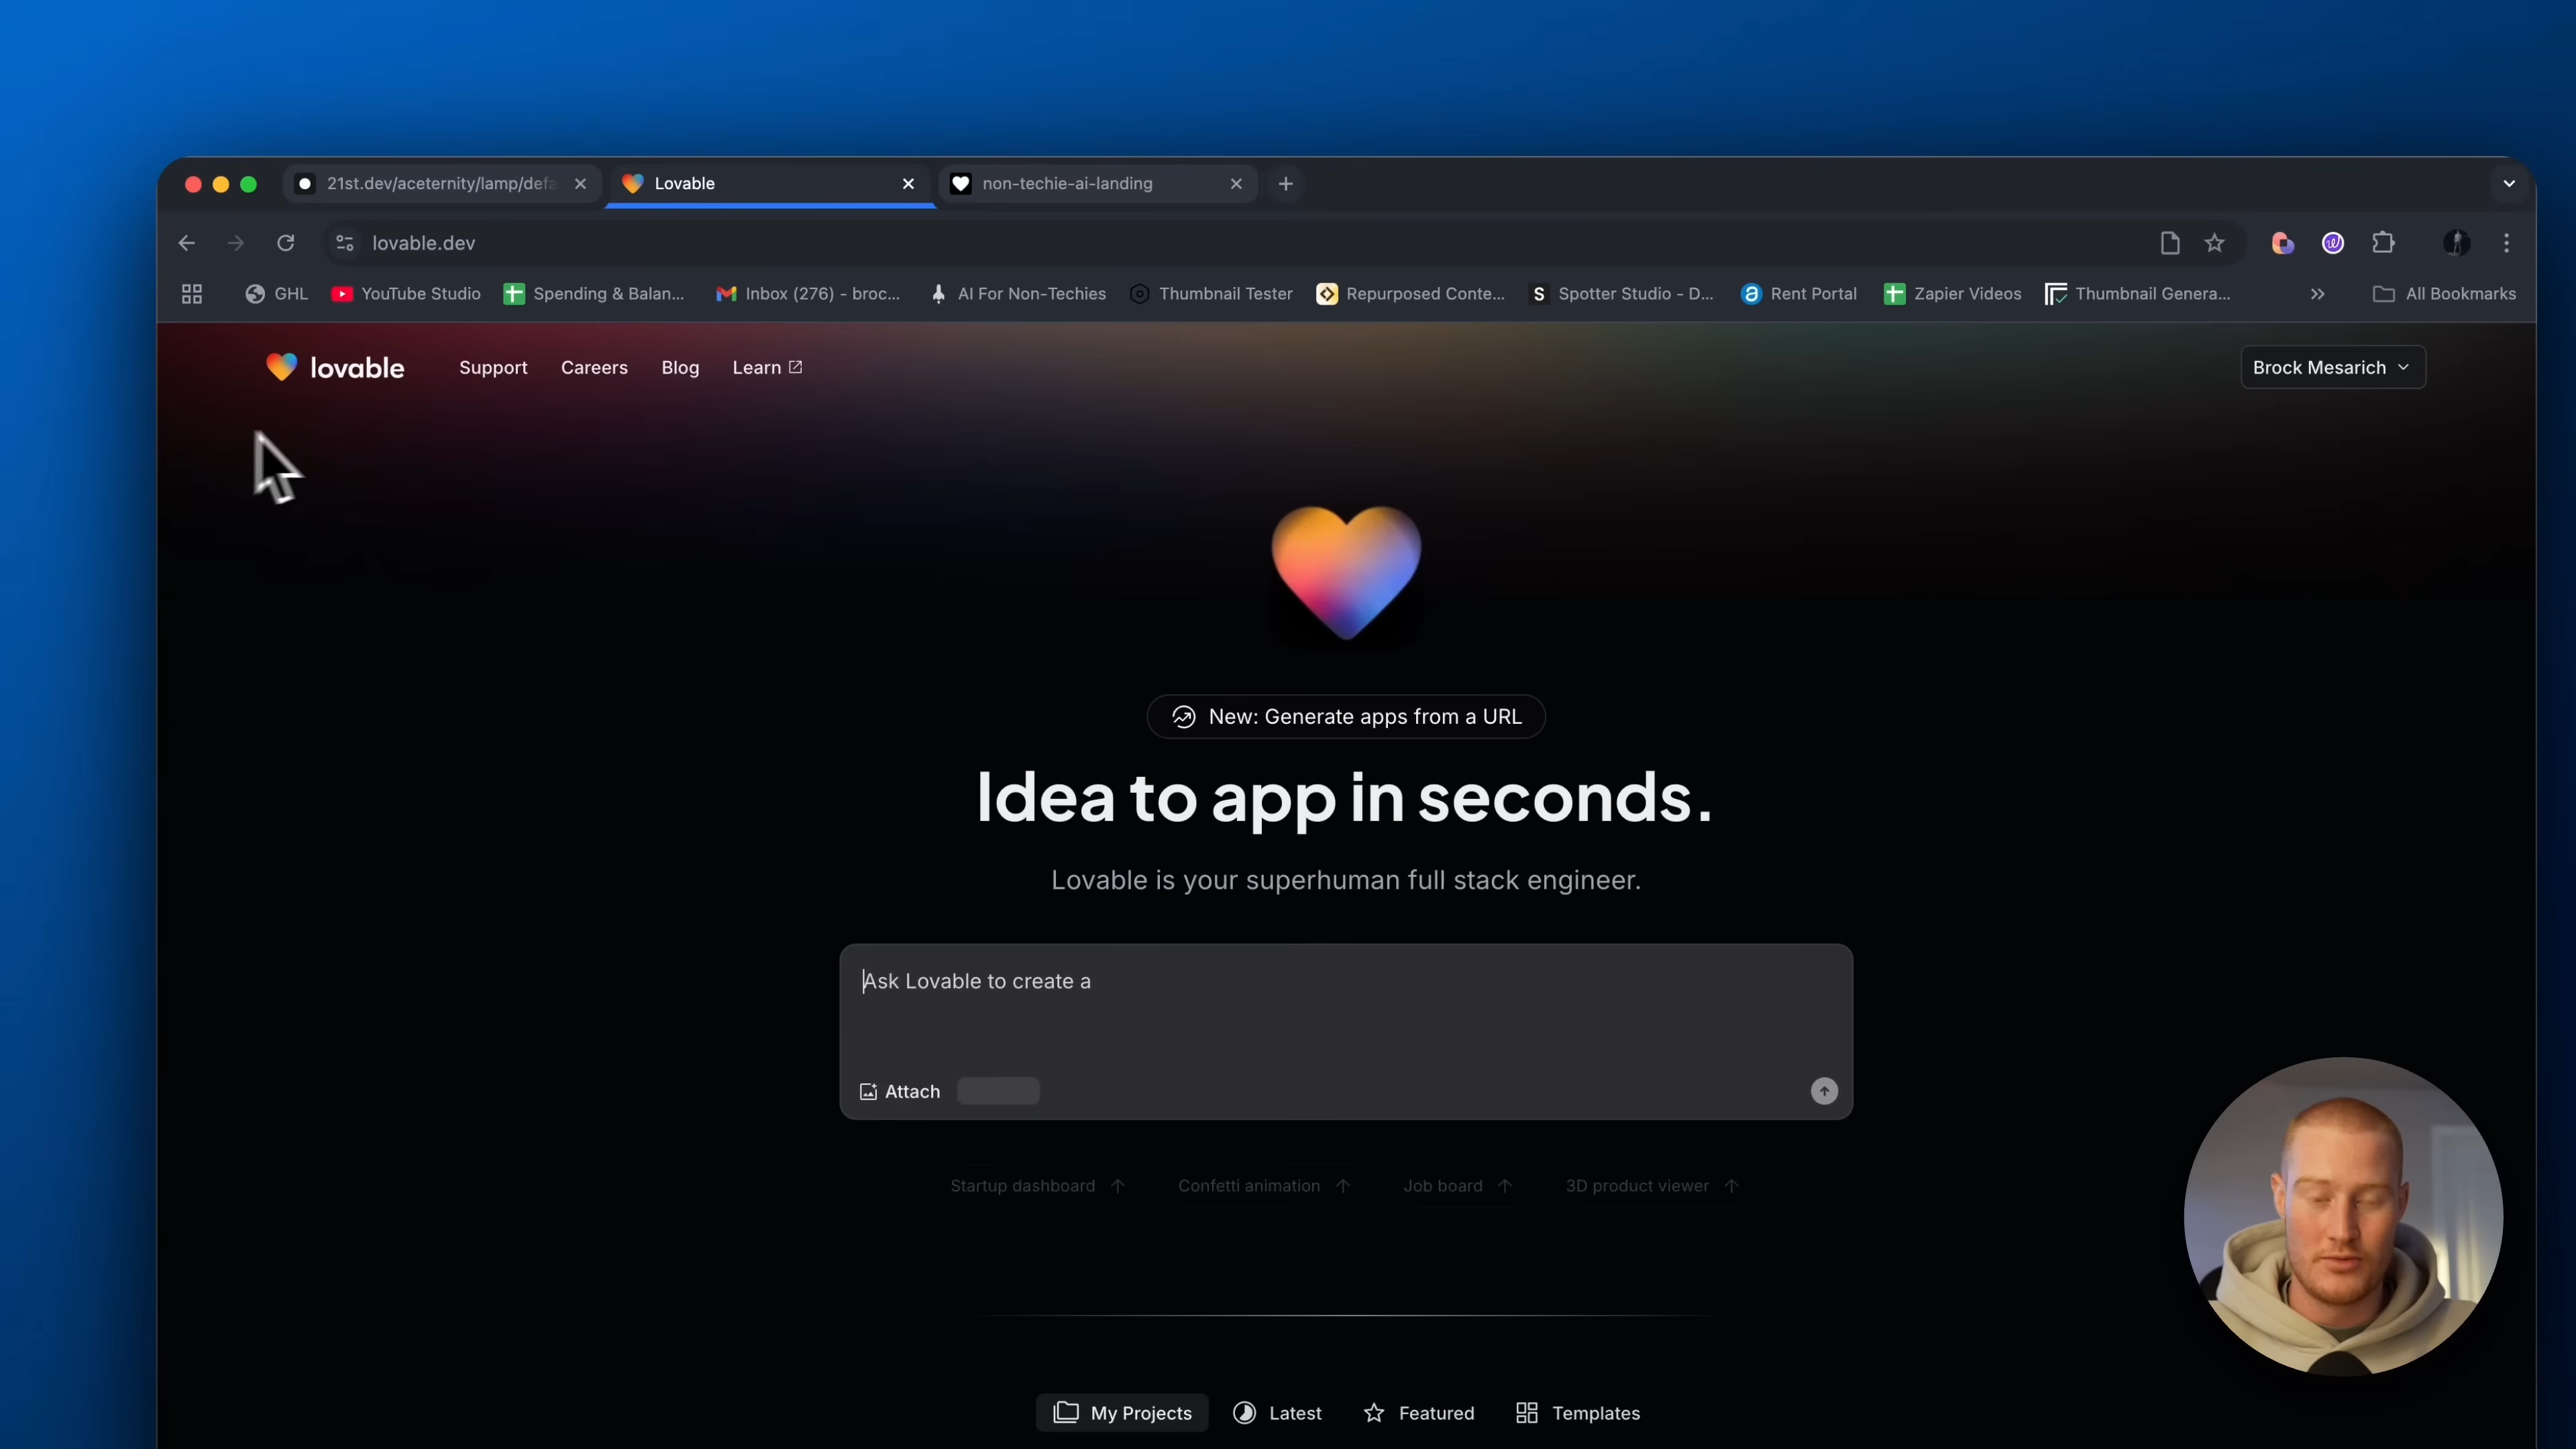 21st.dev/aceternity/lamp/defa
Lovable
non-techie-ai-landing
lovable.dev
GHL
YouTube Studio
Spending & Balan...
Inbox (276) - broc...
AI For Non-Techies
Thumbnail Tester
Repurposed Conte...
S
Spotter Studio - D...
Rent Portal
Zapier Videos
Thumbnail Genera...
All Bookmarks
lovable
Support
Careers
Blog
Learn
Brock Mesarich
New: Generate apps from a URL
Idea to app in seconds.
Lovable is your superhuman full stack engineer.
Ask Lovable to create a
Attach
Startup dashboard
Confetti animation
Job board
3D product viewer
My Projects
Latest
Featured
Templates